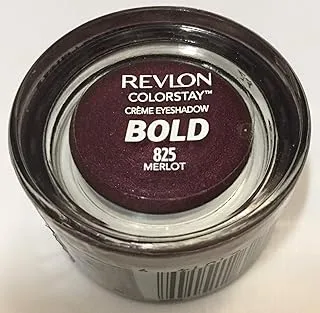 REVLON
COLORSTAY™
CRÈME EYESHADOW
BOLD
825
MERLOT